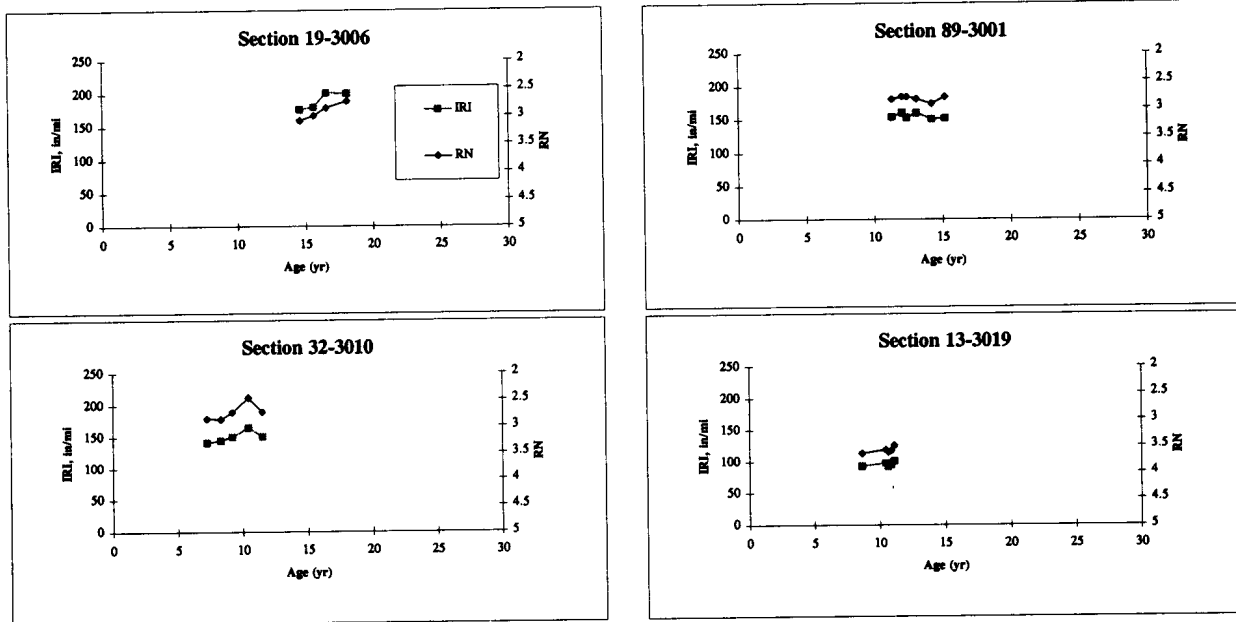 Section 19-3006
250
200
150
100
50
0
IRI, in/mi
0 5 10 15 20 25 30
Age (yr)
2
2.5
3
3.5
4
4.5
5
RN
IRI
RN
Section 89-3001
250
200
150
100
50
0
IRI, in/mi
0 5 10 15 20 25 30
Age (yr)
2
2.5
3
3.5
4
4.5
5
RN
Section 32-3010
250
200
150
100
50
0
IRI, in/mi
0 5 10 15 20 25 30
Age (yr)
2
2.5
3
3.5
4
4.5
5
RN
Section 13-3019
250
200
150
100
50
0
IRI, in/mi
0 5 10 15 20 25 30
Age (yr)
2
2.5
3
3.5
4
4.5
5
RN